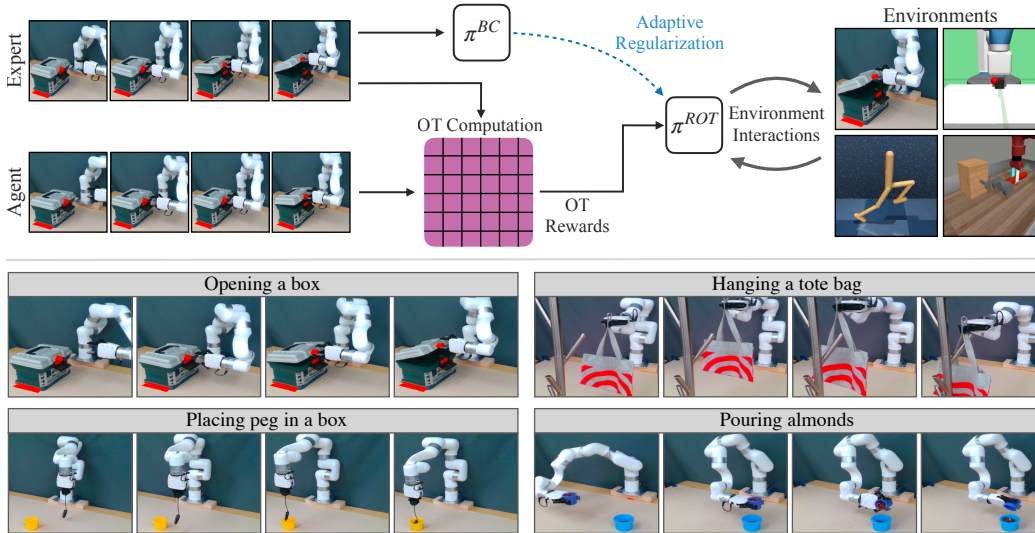 Expert
π^BC
Adaptive
Regularization
Environments
OT Computation
π^ROT
Environment
Interactions
Agent
OT
Rewards
Opening a box
Hanging a tote bag
Placing peg in a box
Pouring almonds